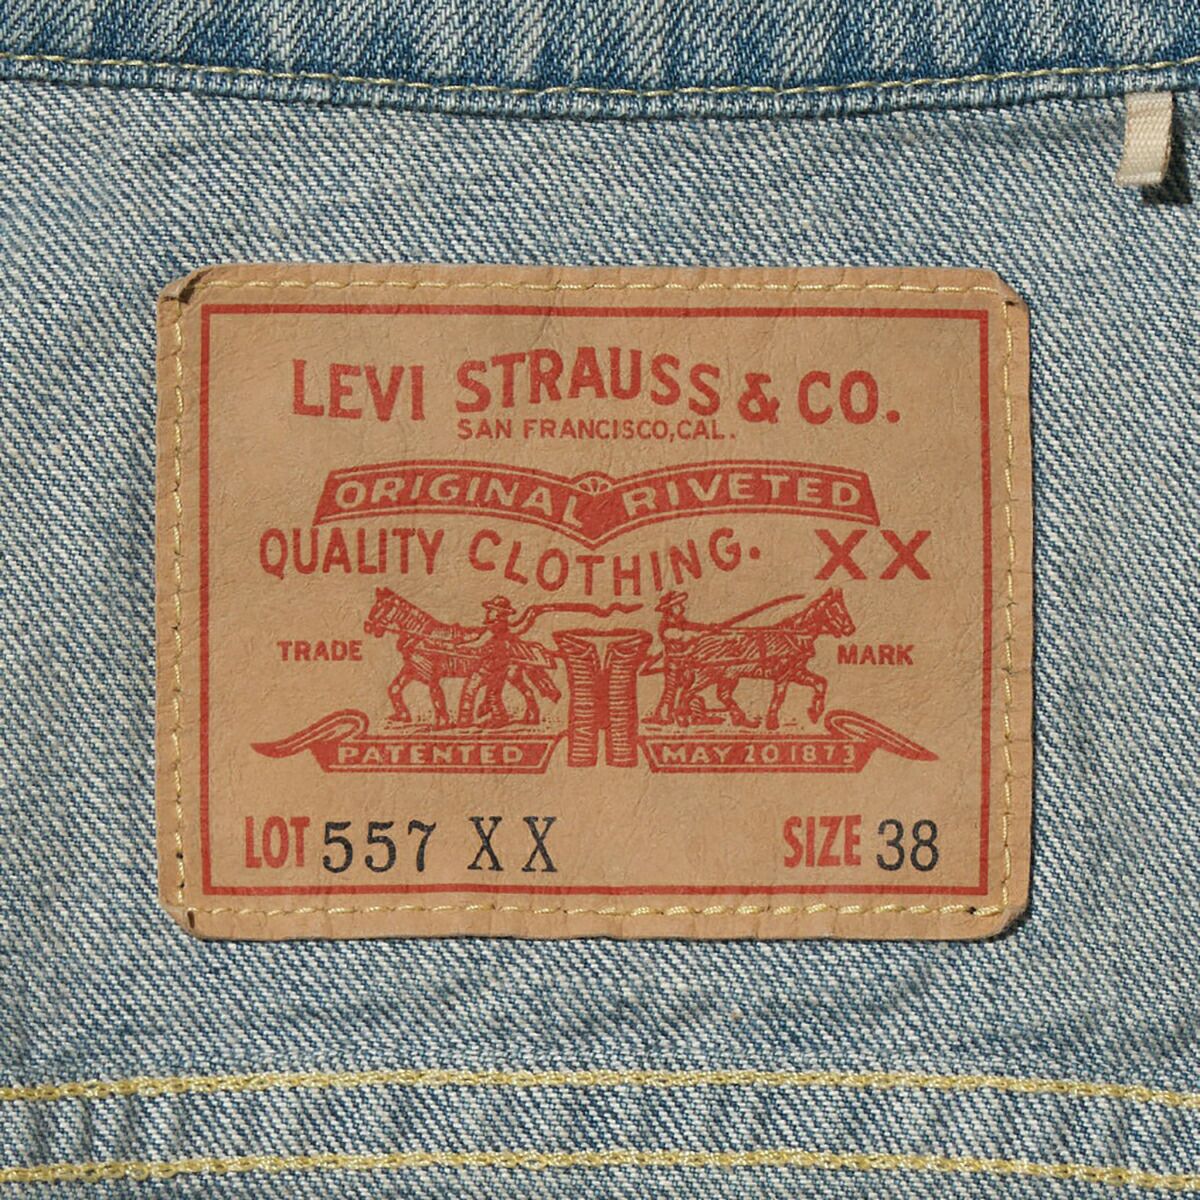 LEVI STRAUSS & CO.
SAN FRANCISCO, CAL.
ORIGINAL RIVETED
QUALITY CLOTHING. XX
TRADE MARK
PATENTED MAY 20 1873
LOT 557 XX SIZE 38